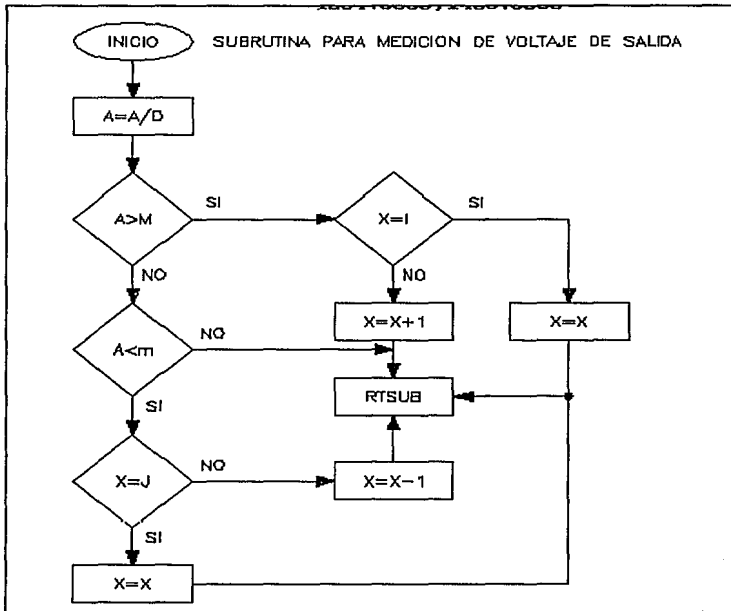 INICIO SUBRUTINA PARA MEDICION DE VOLTAJE DE SALIDA
A=A/D
A>M SI X=I SI
NO NO
X=X+1 X=X
A<m NO
RTSUB
SI
X=J NO X=X-1
SI
X=X